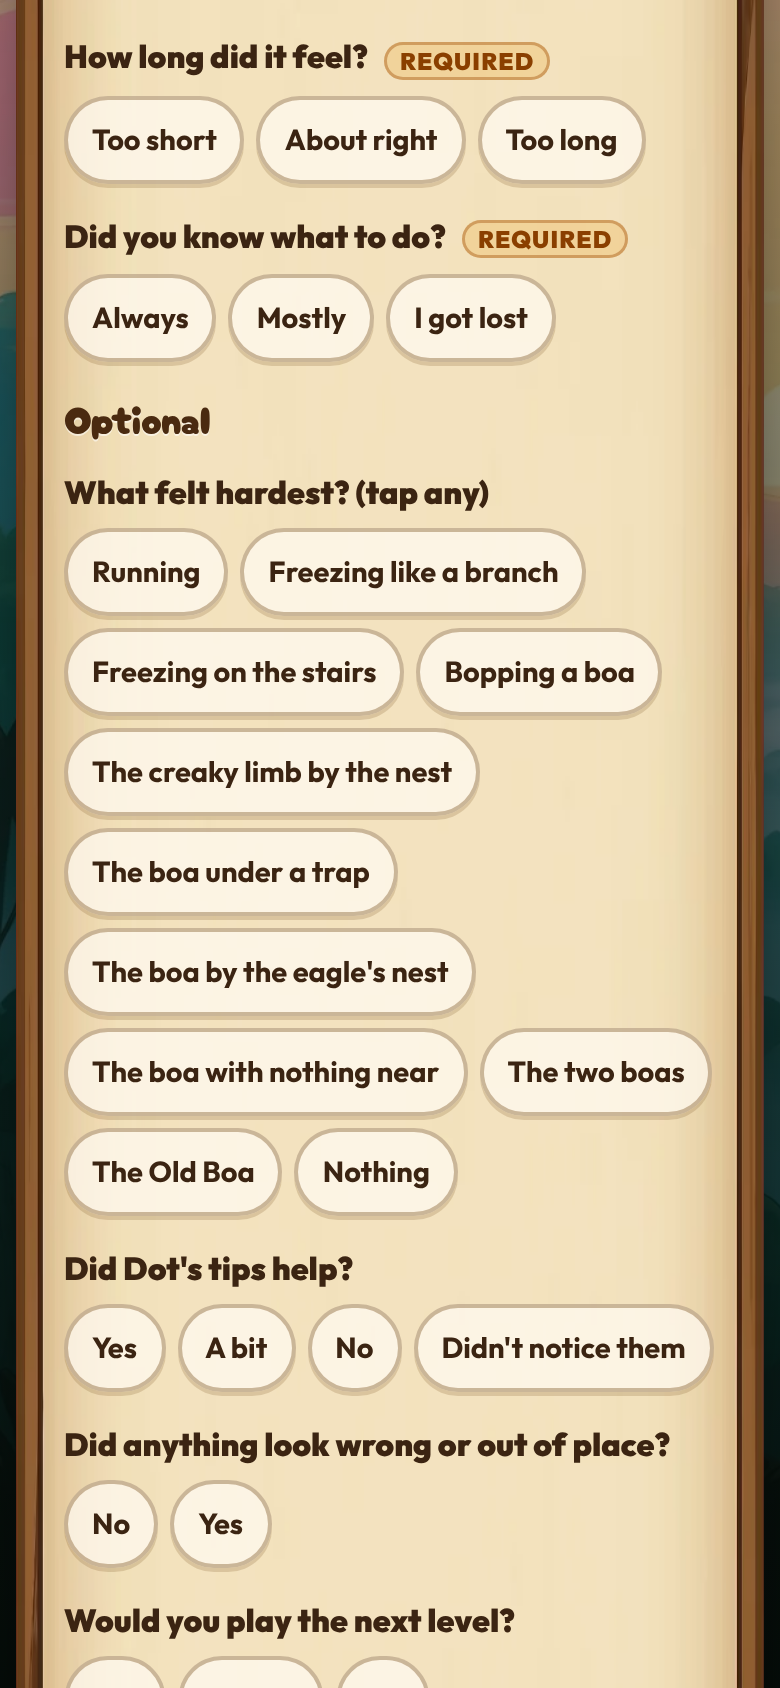 How long did it feel? REQUIRED
Too short About right Too long
Did you know what to do? REQUIRED
Always Mostly I got lost
Optional
What felt hardest? (tap any)
Running Freezing like a branch
Freezing on the stairs Bopping a boa
The creaky limb by the nest
The boa under a trap
The boa by the eagle's nest
The boa with nothing near The two boas
The Old Boa Nothing
Did Dot's tips help?
Yes A bit No Didn't notice them
Did anything look wrong or out of place?
No Yes
Would you play the next level?